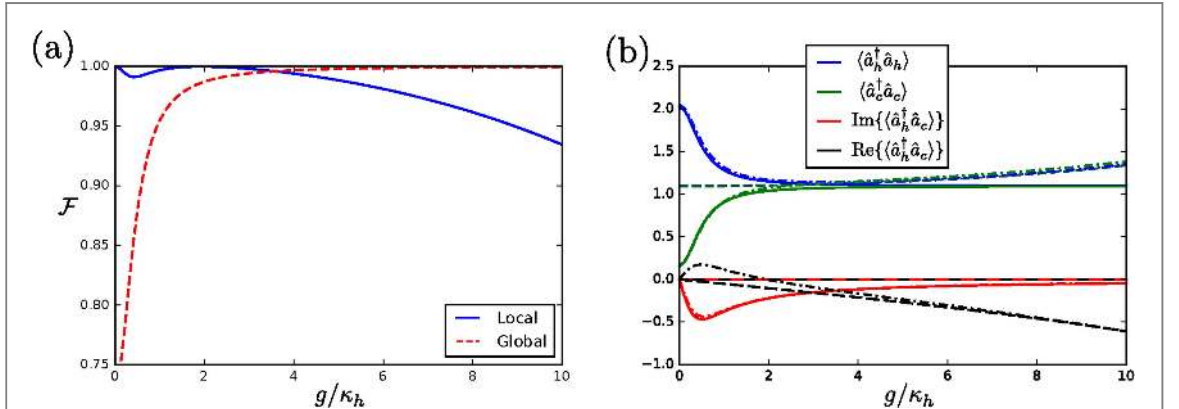 (a)
1.00
0.95
0.90
0.85
0.80
0.75
𝓕
0 2 4 6 8 10
g/κ_h
Local
Global
(b)
2.5
2.0
1.5
1.0
0.5
0.0
−0.5
−1.0
0 2 4 6 8 10
g/κ_h
⟨â_h^† â_h⟩
⟨â_c^† â_c⟩
Im{⟨â_h^† â_c⟩}
Re{⟨â_h^† â_c⟩}